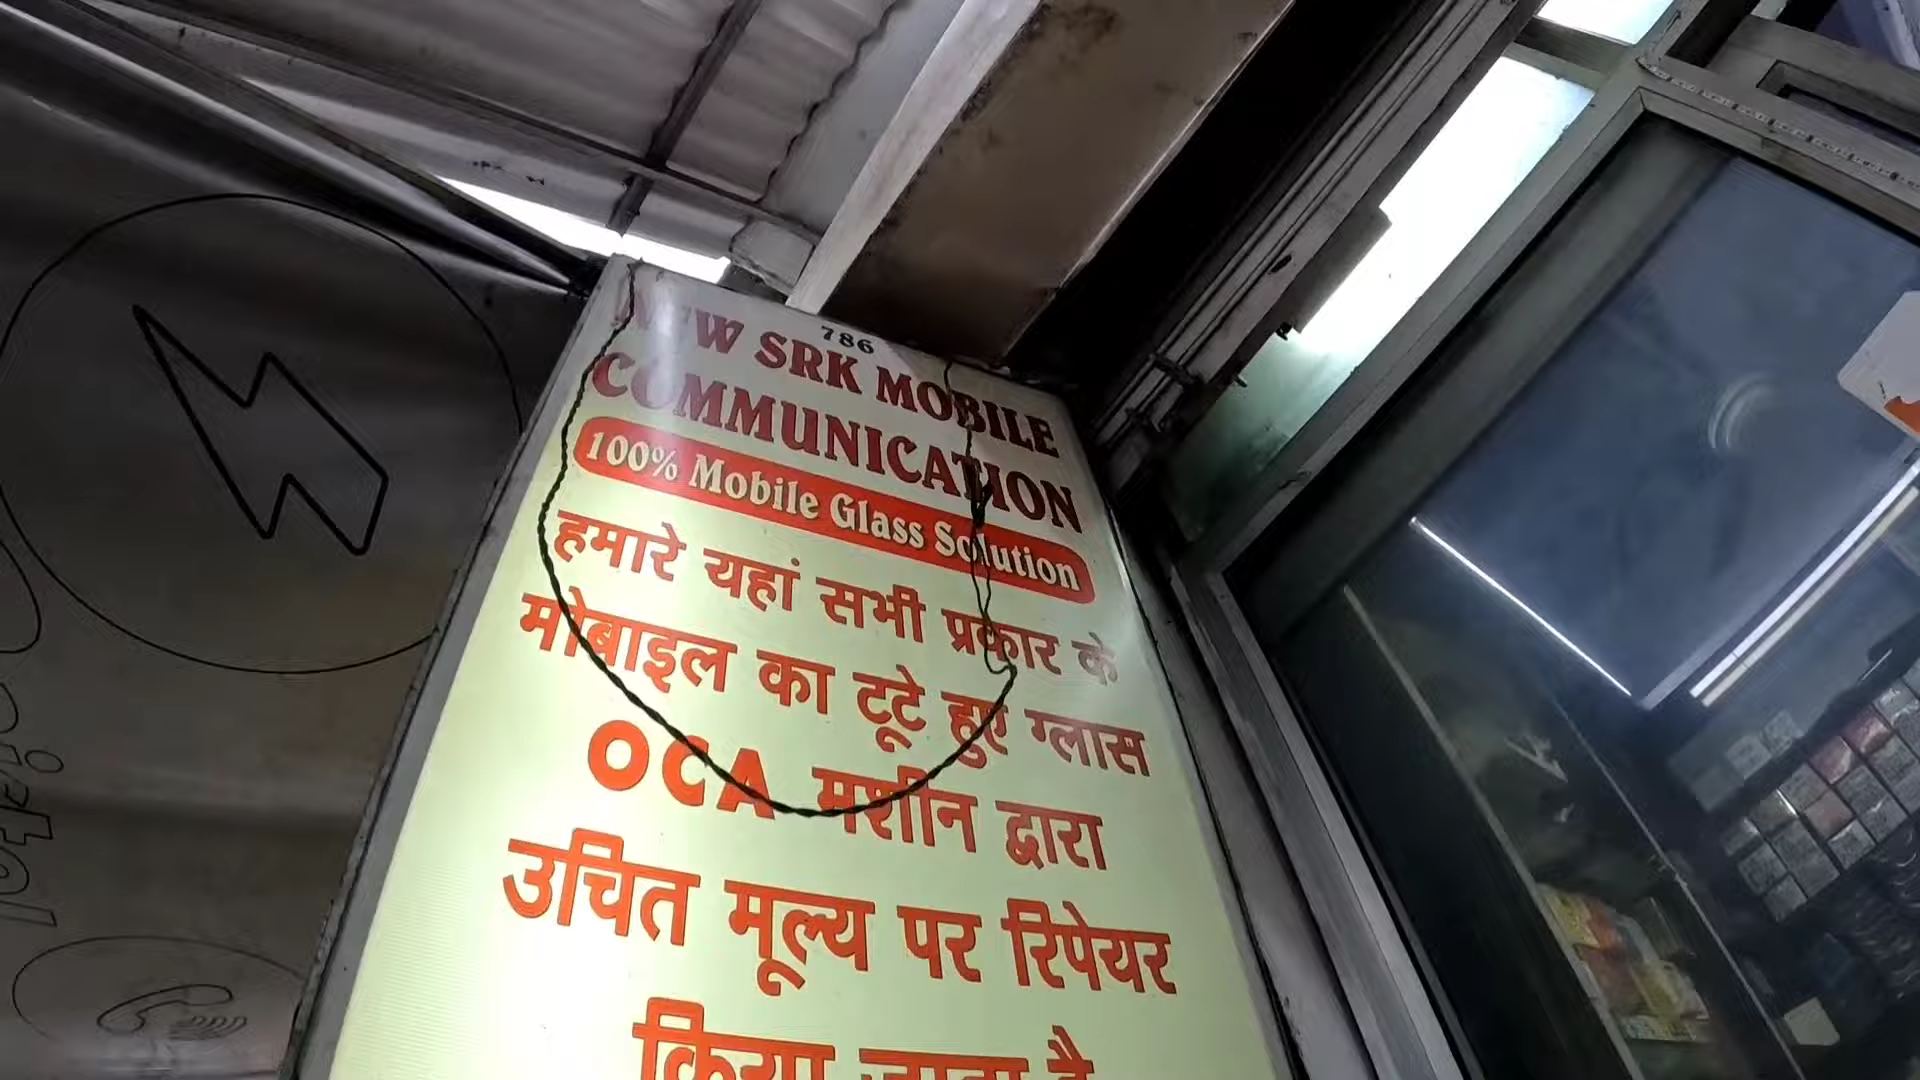 786
NEW SRK MOBILE
COMMUNICATION
100% Mobile Glass Solution
हमारे यहां सभी प्रकार के
मोबाइल का टूटे हुए ग्लास
OCA मशीन द्वारा
उचित मूल्य पर रिपेयर
किया जाता है